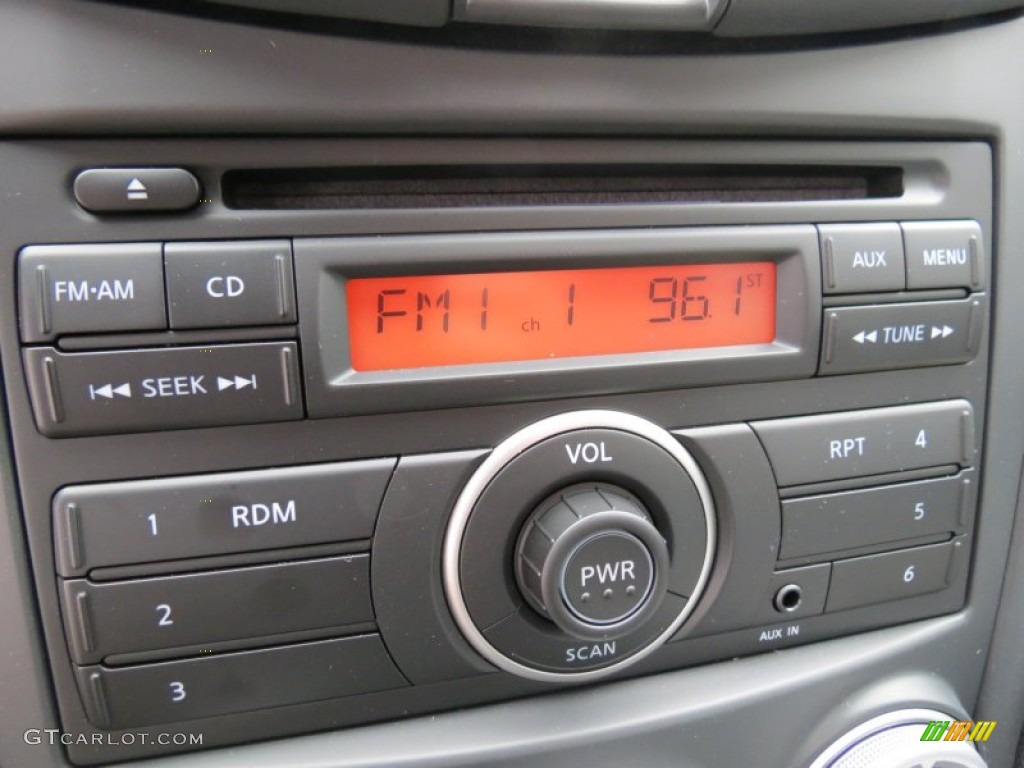 FM·AM CD AUX MENU
FM1 ch 1 96.1 ST
SEEK TUNE
VOL
1 RDM RPT 4
2 5
PWR
3 6
SCAN AUX IN
GTCARLOT.COM